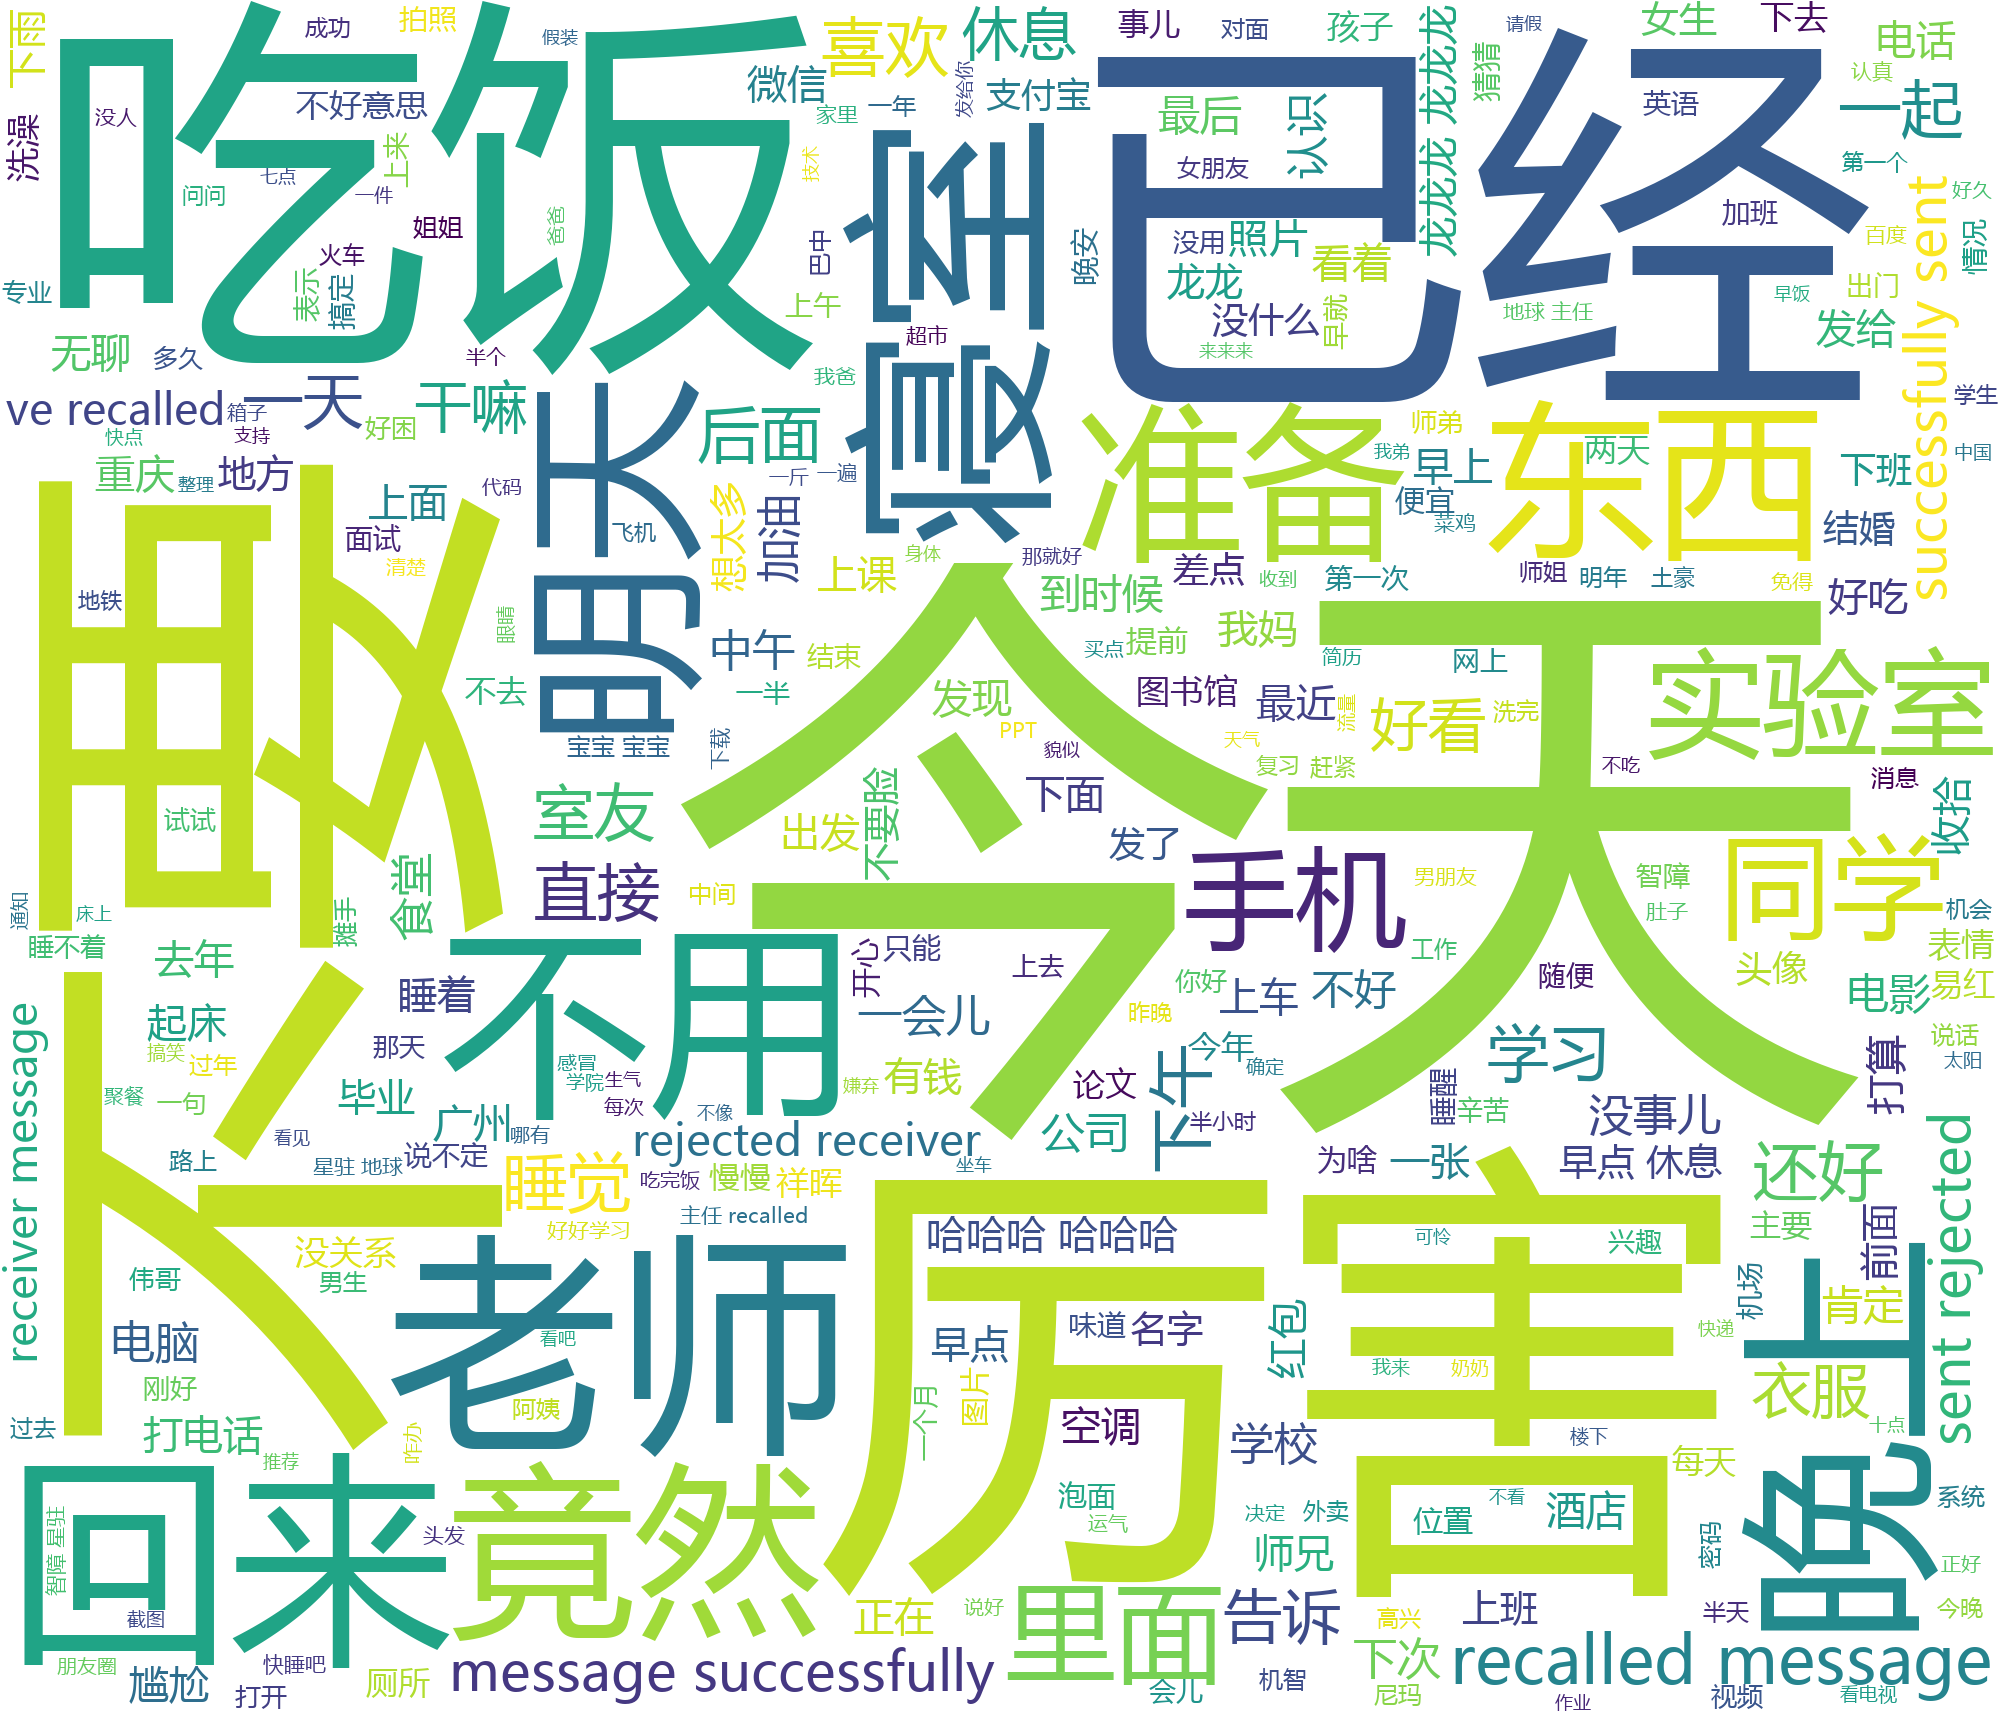 吃饭
已经
今天
厉害
不要
寝室
明天
准备
东西
实验室
手机
同学
不用
老师
回来
竟然
里面
晚上
喜欢
休息
微信
支付宝
事儿
对面
孩子
龙龙龙 龙龙龙
猜猜
请假
女生
下去
电话
认真
一起
英语
第一个
好久
加班
百度
情况
出门
早饭
发给
地球 主任
successfully sent
学生
中国
下班
结婚
好吃
免得
下雨
成功
拍照
假装
不好意思
没人
洗澡
问问
七点
一件
上来
姐姐
爸爸
火车
表示
搞定
专业
无聊
多久
半个
家里
一年
发给你
技术
巴中
上午
超市
我爸
晚安
最后
认识
女朋友
没用
照片
看着
龙龙
没什么
早就
来来来
ve recalled
箱子
支持
一天
好困
干嘛
快点
重庆
整理
地方
上面
代码
面试
清楚
地铁
后面
一斤
一遍
飞机
想太多
加油
上课
身体
那就好
眼睛
中午
结束
一半
不去
宝宝 宝宝
下载
师弟
我弟
早上
便宜
菜鸡
两天
差点
收到
第一次
师姐
明年
土豪
到时候
我妈
提前
买点
简历
网上
图书馆
最近
流量
好看
洗完
天气
复习
赶紧
不吃
消息
收拾
发现
PPT
貌似
下面
发了
室友
出发
不要脸
直接
中间
试试
食堂
摊手
通知
床上
睡不着
去年
起床
搞笑
过年
聚餐
一句
睡着
那天
开心
只能
上去
一会儿
有钱
嫌弃
感冒
学院
生气
每次
不像
毕业
广州
哪有
看见
路上
星驻 地球
说不定
receiver message
rejected receiver
坐车
睡觉
吃完饭
慢慢
祥晖
好好学习
主任 recalled
男朋友
智障
肚子
机会
表情
易红
头像
电影
说话
太阳
打算
工作
你好
昨晚
上车
不好
随便
今年
确定
学习
睡醒
辛苦
没事儿
论文
下午
半小时
公司
为啥
一张
早点 休息
还好
主要
前面
sent rejected
没关系
男生
伟哥
电脑
刚好
过去
打电话
推荐
咋办
看吧
阿姨
哈哈哈 哈哈哈
早点
味道
名字
红包
图片
一个月
空调
可怜
兴趣
我来
奶奶
机场
肯定
快递
衣服
十点
学校
楼下
每天
泡面
运气
决定
外卖
位置
不看
酒店
师兄
密码
系统
正好
今晚
半天
智障 星驻
截图
头发
朋友圈
尴尬
快睡吧
打开
厕所
正在
说好
告诉
高兴
上班
下次
message successfully
recalled message
会儿
机智
尼玛
作业
视频
看电视